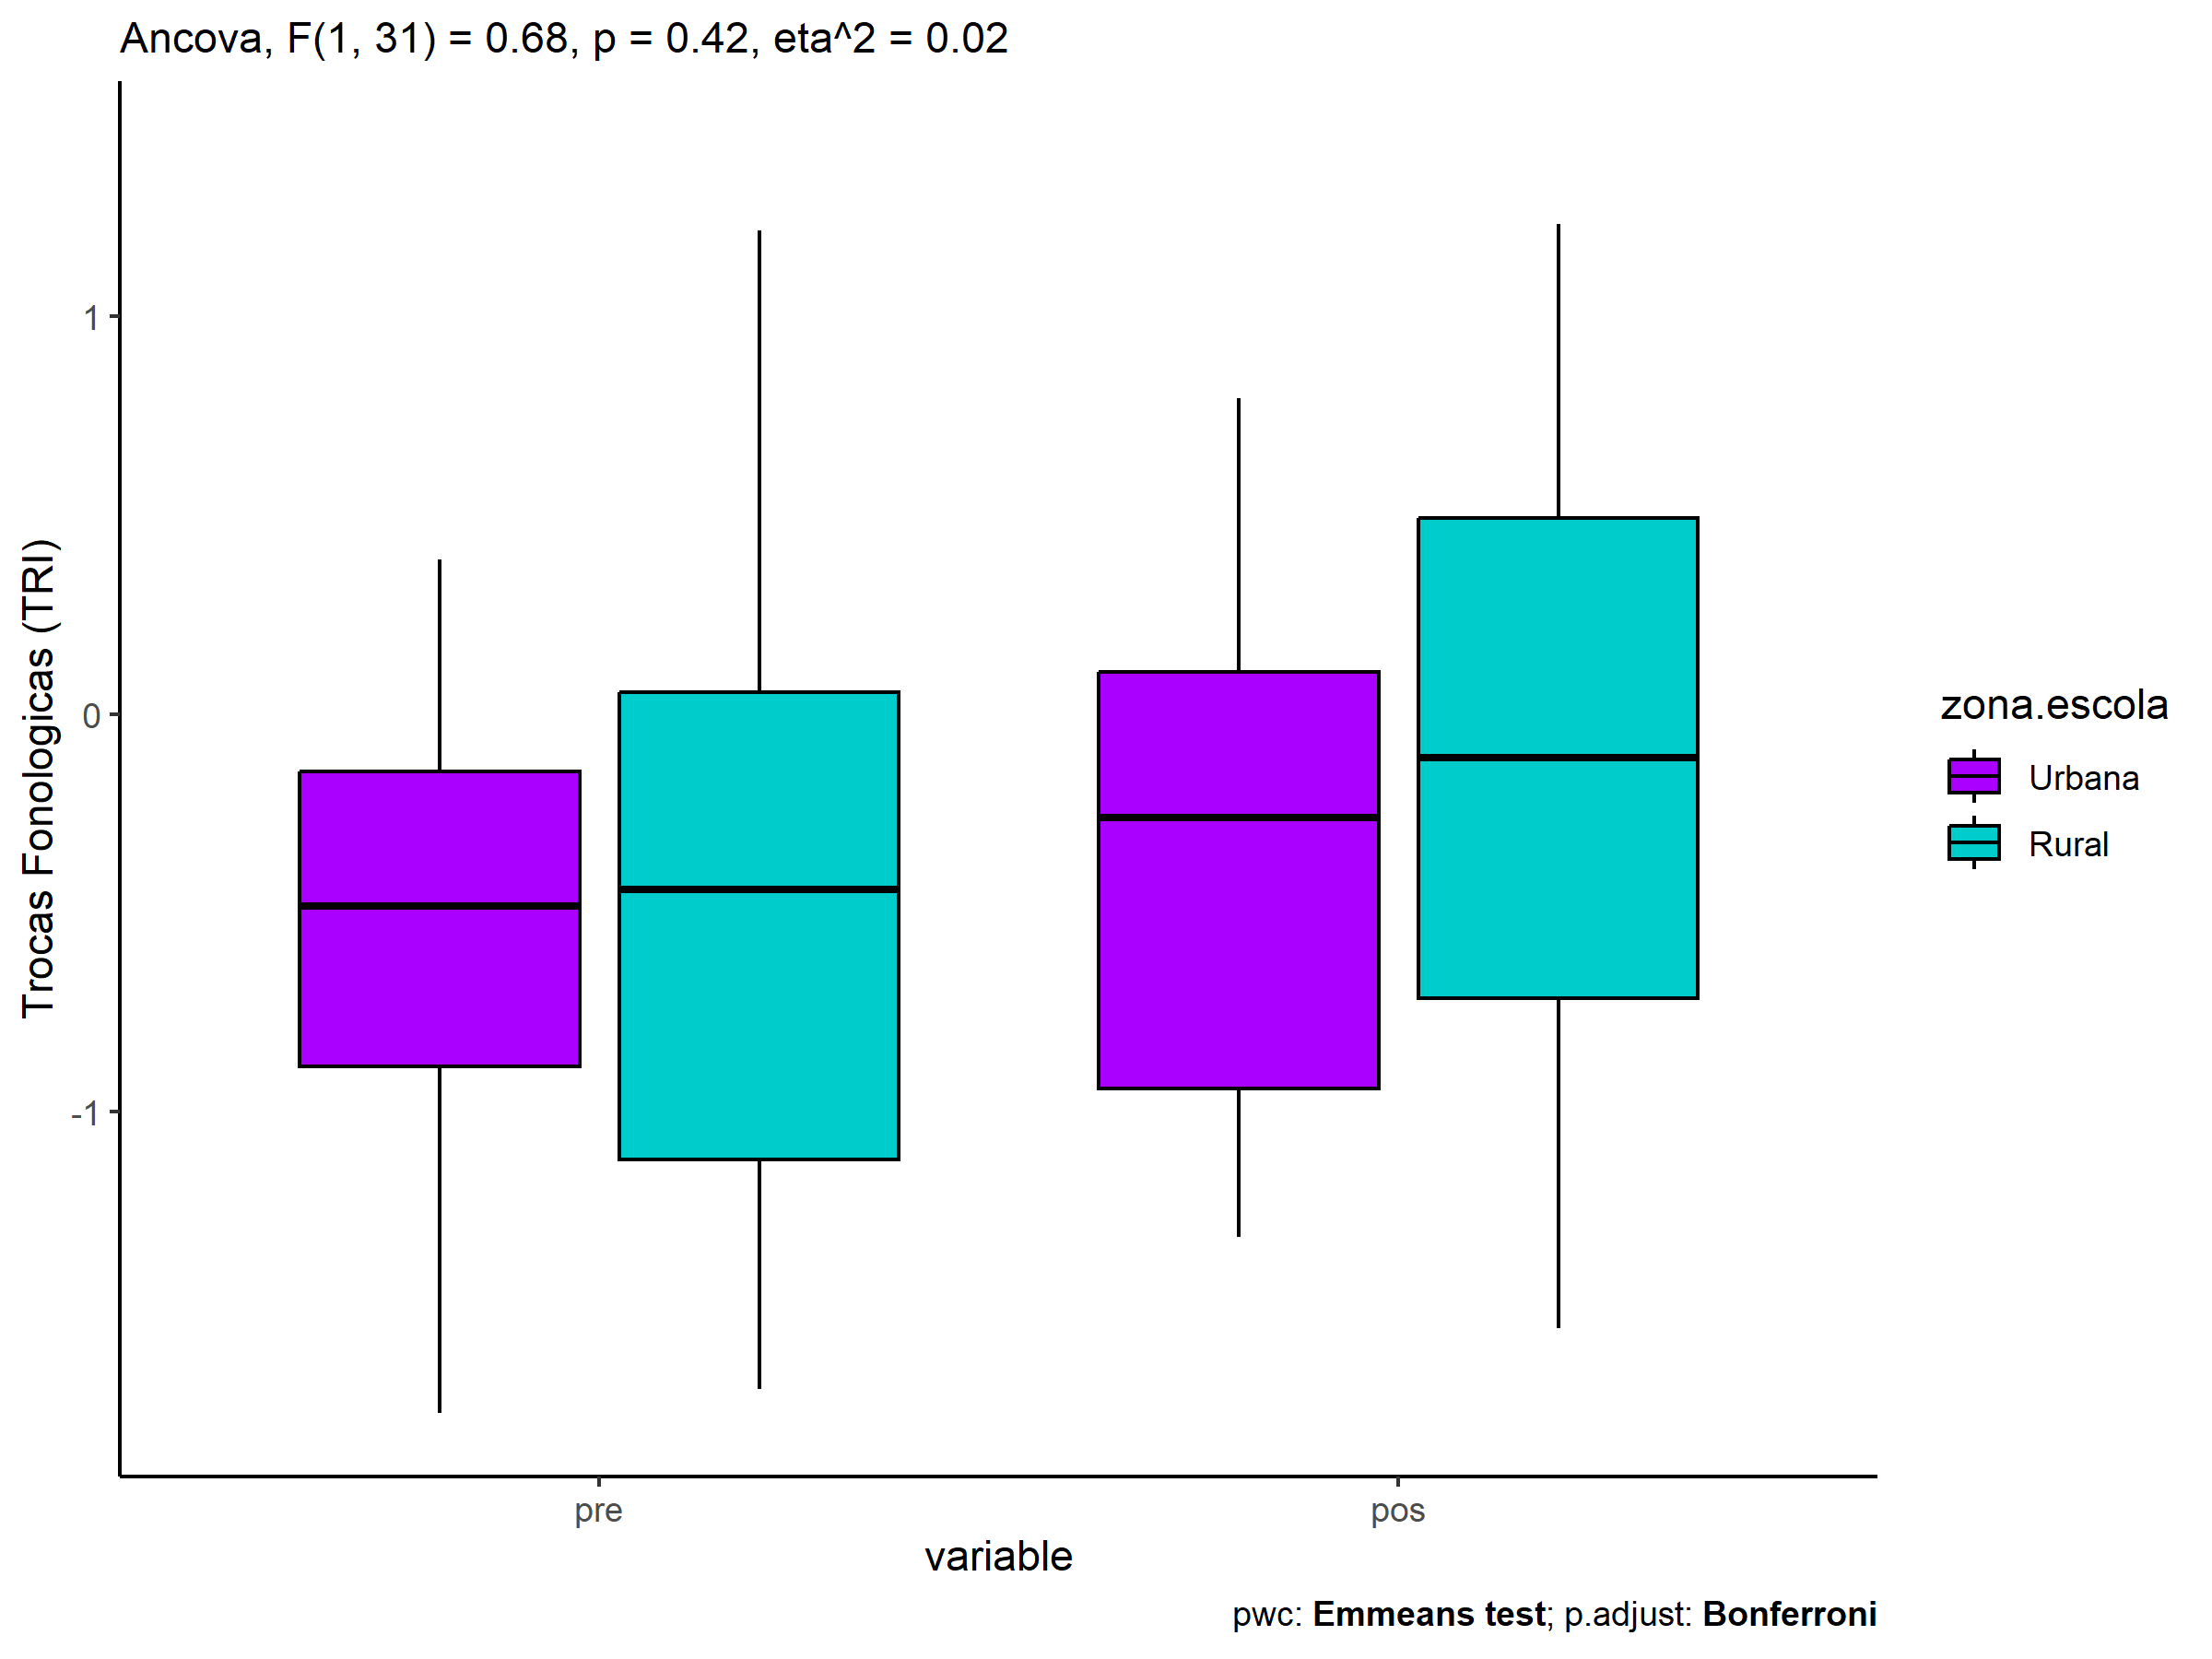 Ancova, F(1, 31) = 0.68, p = 0.42, eta^2 = 0.02
Trocas Fonologicas (TRI)
1
0
-1
pre
pos
variable
zona.escola
Urbana
Rural
pwc: Emmeans test; p.adjust: Bonferroni